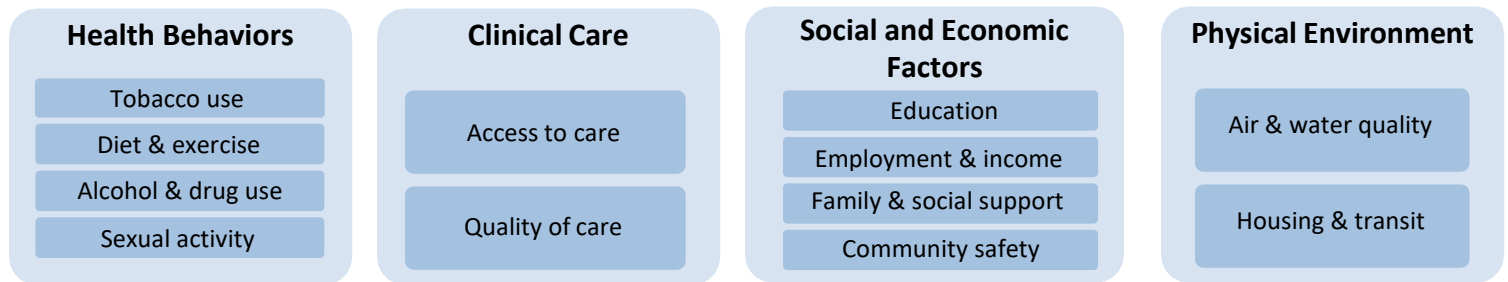 Health Behaviors
Tobacco use
Diet & exercise
Alcohol & drug use
Sexual activity
Clinical Care
Access to care
Quality of care
Social and Economic
Factors
Education
Employment & income
Family & social support
Community safety
Physical Environment
Air & water quality
Housing & transit